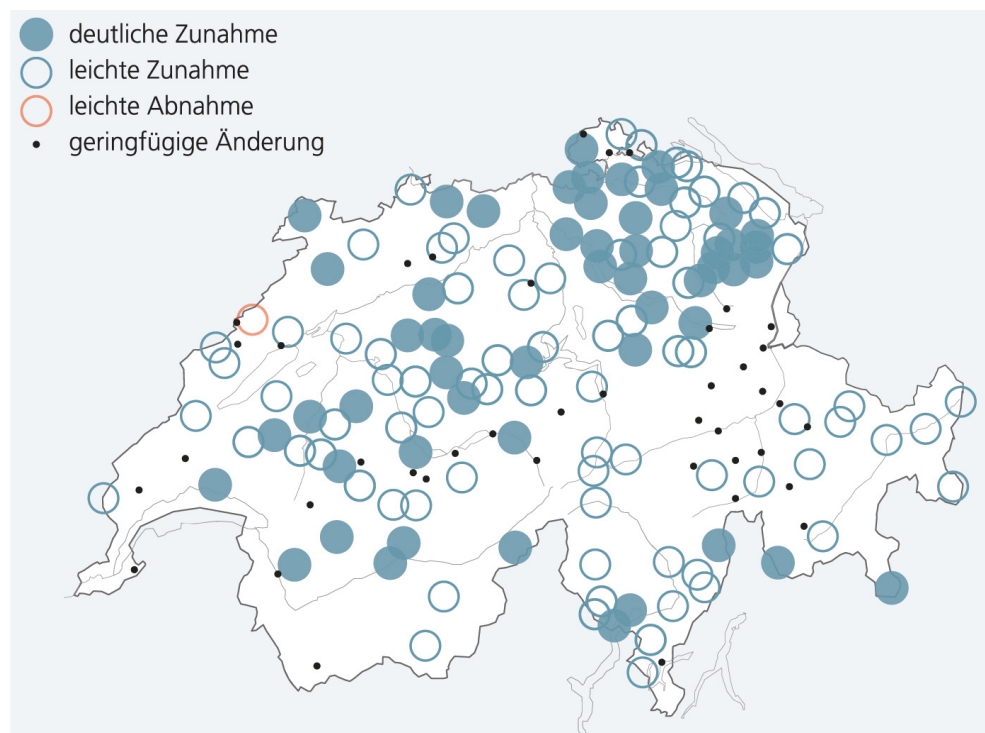 deutliche Zunahme
leichte Zunahme
leichte Abnahme
geringfügige Änderung